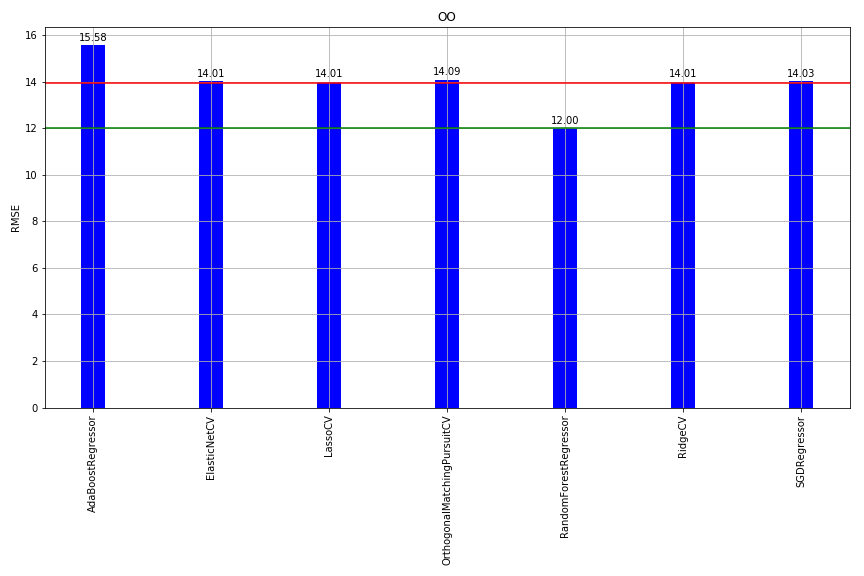 OO
15.58
14.01
14.01
14.09
12.00
14.01
14.03
RMSE
16
14
12
10
8
6
4
2
0
AdaBoostRegressor
ElasticNetCV
LassoCV
OrthogonalMatchingPursuitCV
RandomForestRegressor
RidgeCV
SGDRegressor